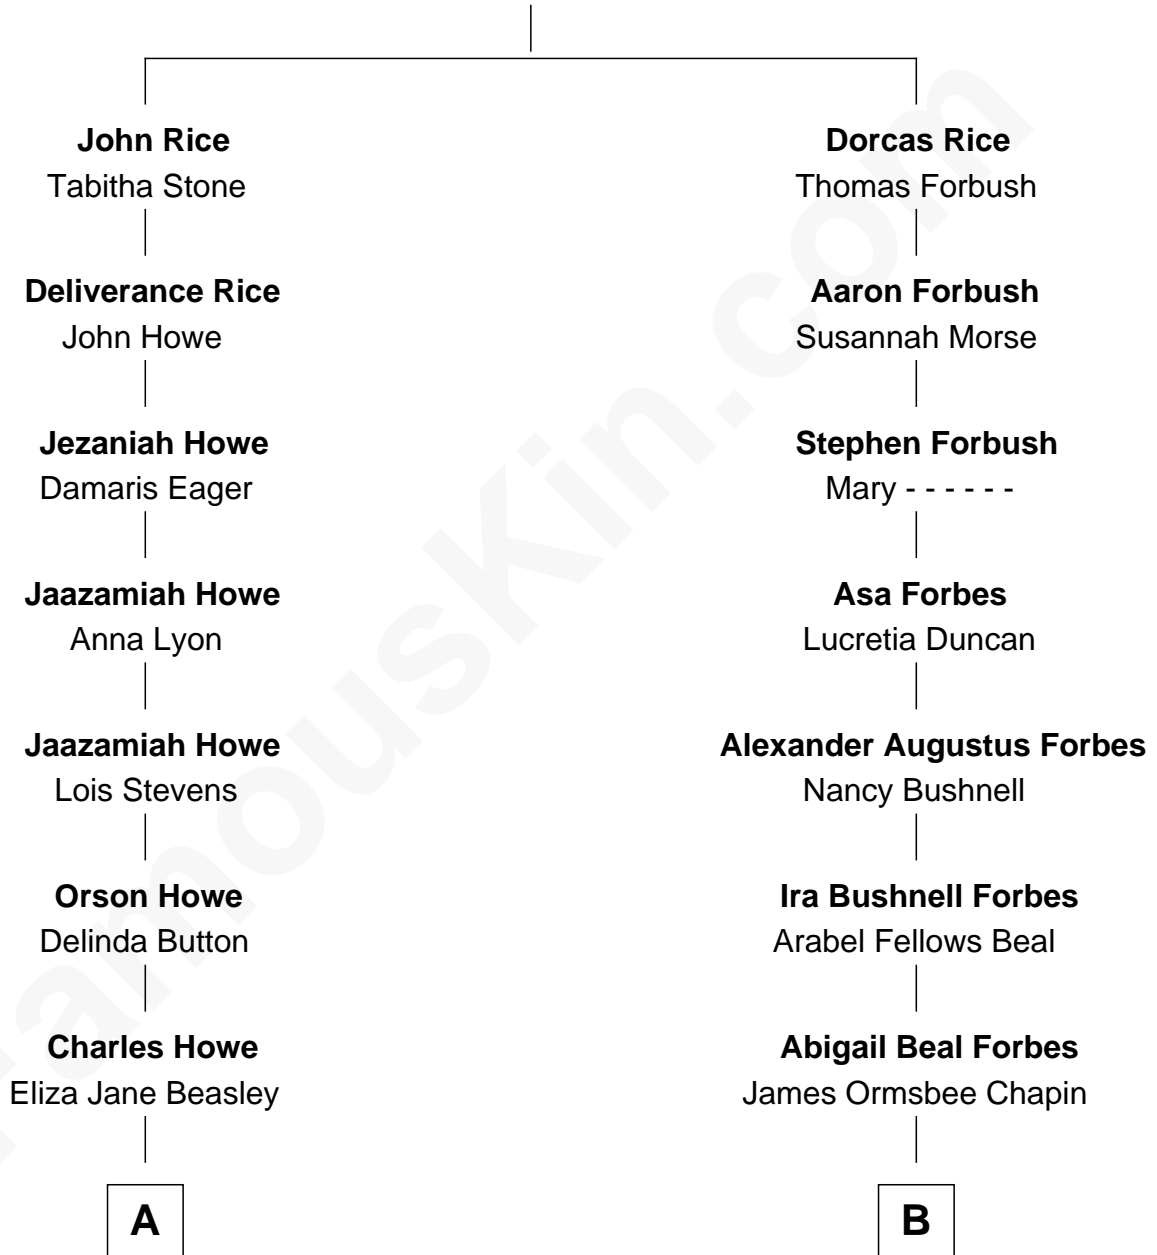 John Rice
Tabitha Stone
Deliverance Rice
John Howe
Jezaniah Howe
Damaris Eager
Jaazamiah Howe
Anna Lyon
Jaazamiah Howe
Lois Stevens
Orson Howe
Delinda Button
Charles Howe
Eliza Jane Beasley
A
Dorcas Rice
Thomas Forbush
Aaron Forbush
Susannah Morse
Stephen Forbush
Mary - - - - - -
Asa Forbes
Lucretia Duncan
Alexander Augustus Forbes
Nancy Bushnell
Ira Bushnell Forbes
Arabel Fellows Beal
Abigail Beal Forbes
James Ormsbee Chapin
B
FamousKin.com